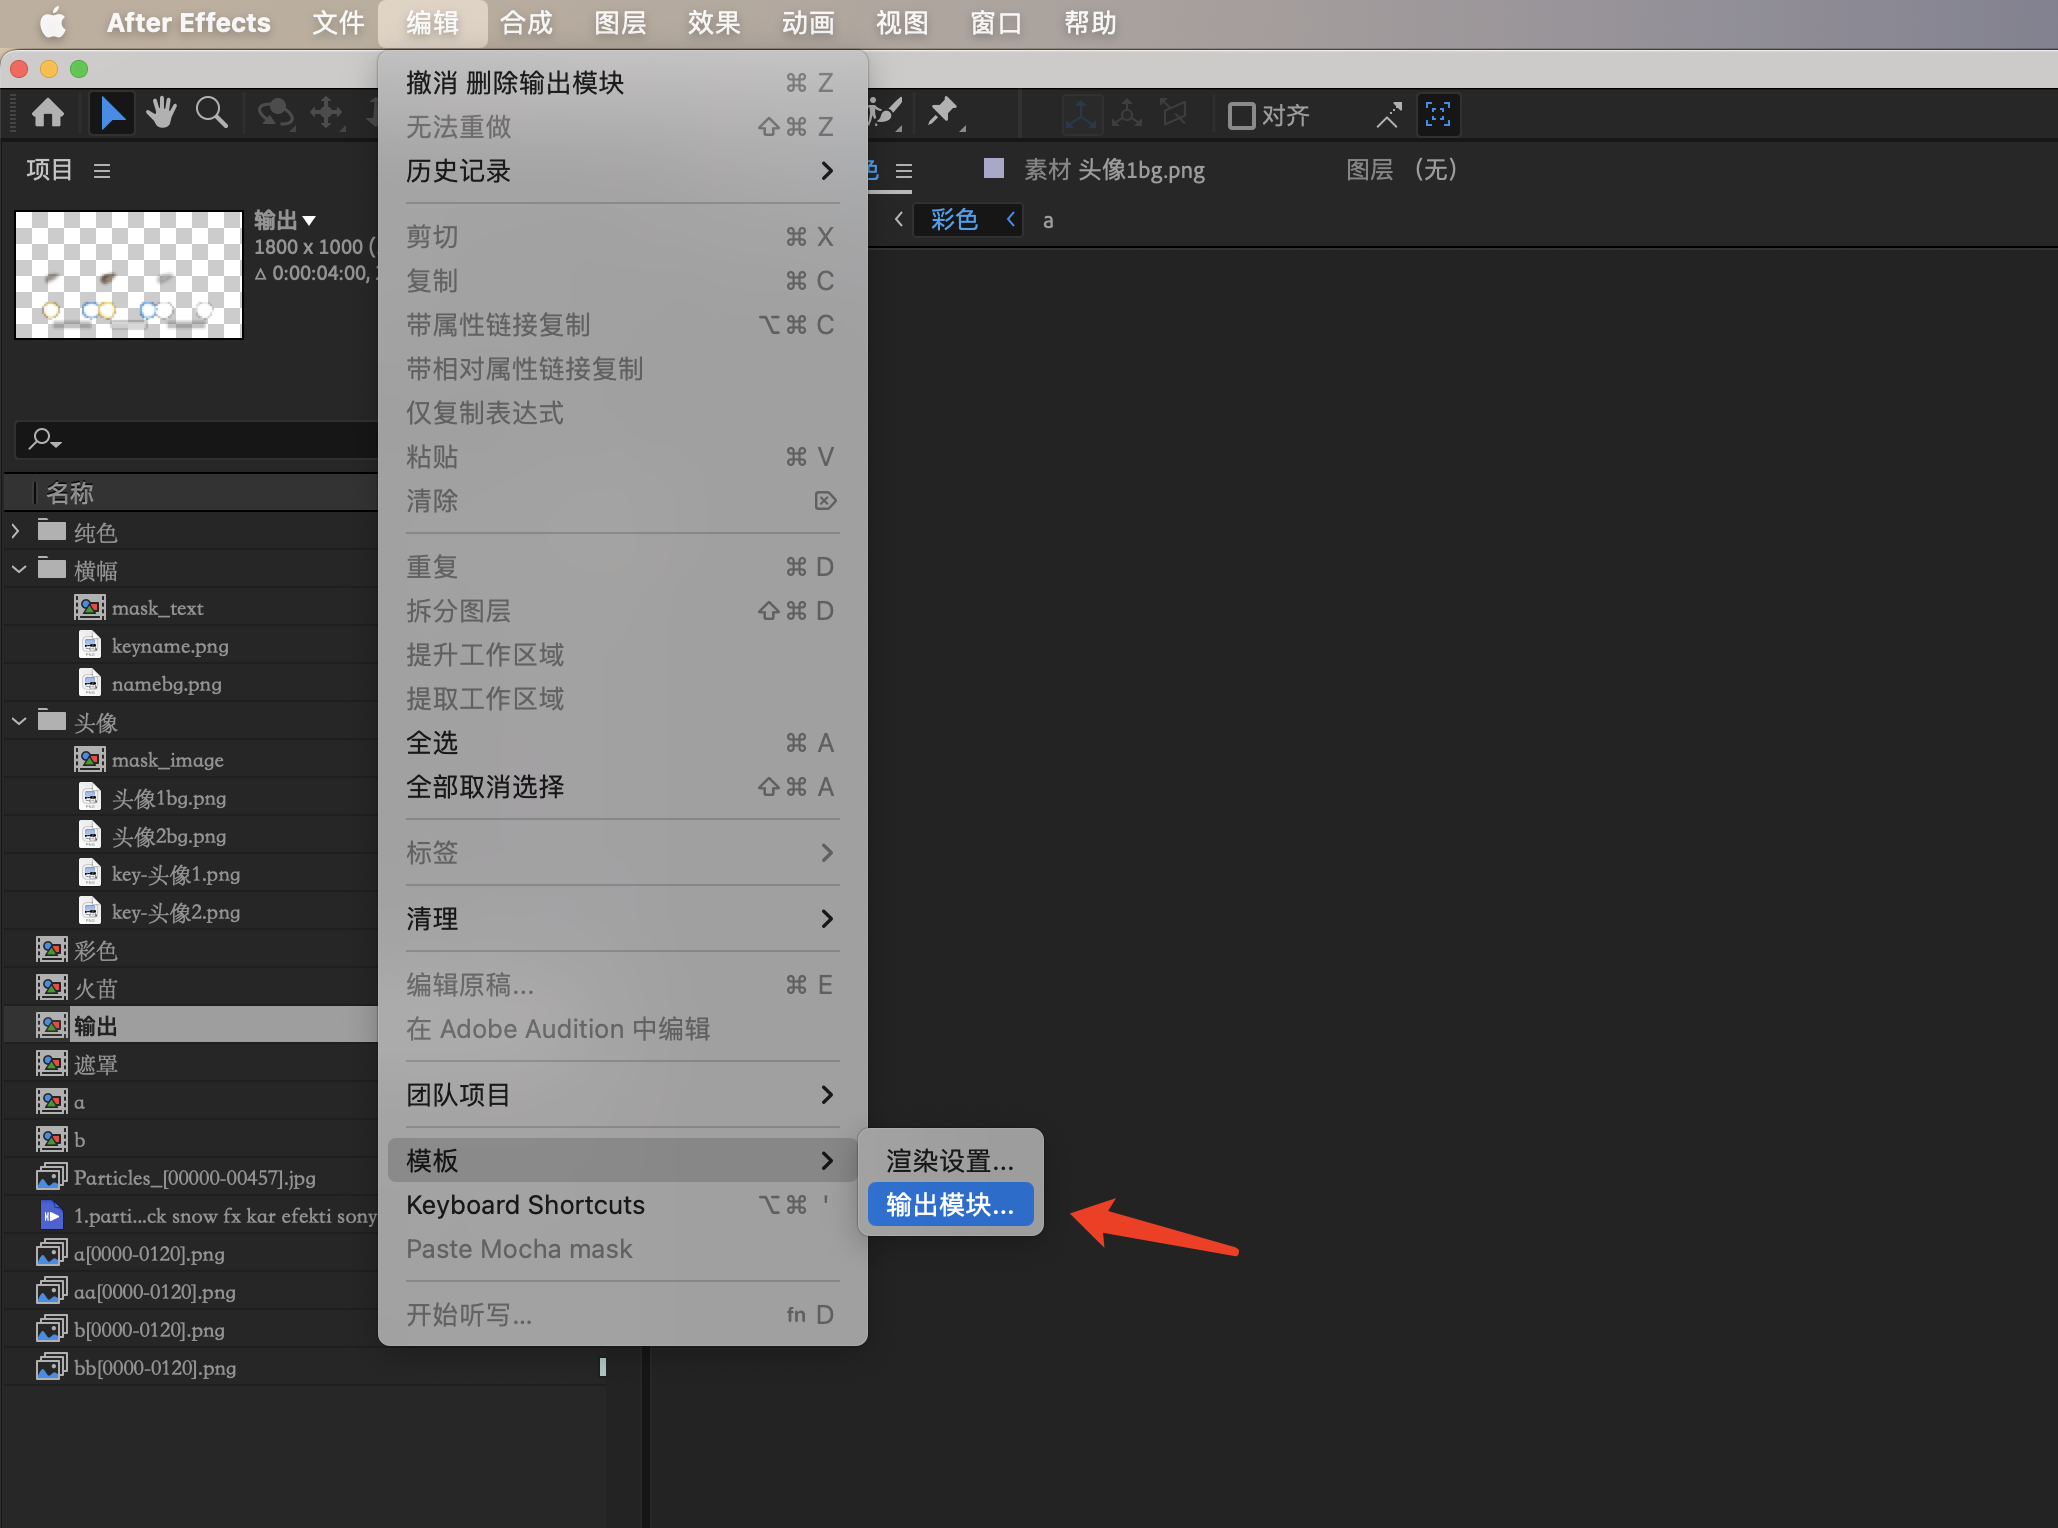 After Effects 文件 编辑 合成 图层 效果 动画 视图 窗口 帮助
撤消 删除输出模块 ⌘ Z
无法重做 ⇧⌘ Z
历史记录
剪切 ⌘ X
复制 ⌘ C
带属性链接复制 ⌥⌘ C
带相对属性链接复制
仅复制表达式
粘贴 ⌘ V
清除
重复 ⌘ D
拆分图层 ⇧⌘ D
提升工作区域
提取工作区域
全选 ⌘ A
全部取消选择 ⇧⌘ A
标签
清理
编辑原稿... ⌘ E
在 Adobe Audition 中编辑
团队项目
模板
Keyboard Shortcuts ⌥⌘ '
Paste Mocha mask
开始听写... fn D
渲染设置...
输出模块...
对齐
项目
输出
1800 x 1000 (
△ 0:00:04:00,
名称
纯色
横幅
mask_text
keyname.png
namebg.png
头像
mask_image
头像1bg.png
头像2bg.png
key-头像1.png
key-头像2.png
彩色
火苗
输出
遮罩
a
b
Particles_[00000-00457].jpg
1.parti...ck snow fx kar efekti sony
a[0000-0120].png
aa[0000-0120].png
b[0000-0120].png
bb[0000-0120].png
色
素材 头像1bg.png
图层 (无)
彩色
a